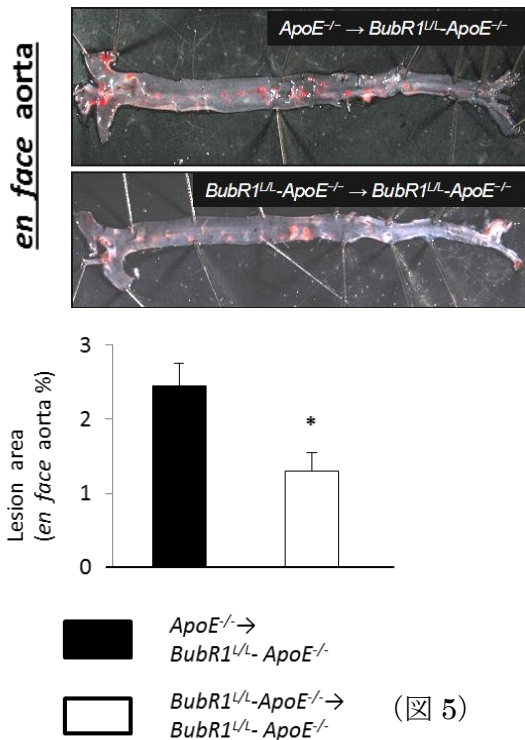 en face aorta
ApoE⁻/⁻ → BubR1ᴸ/ᴸ-ApoE⁻/⁻
BubR1ᴸ/ᴸ-ApoE⁻/⁻ → BubR1ᴸ/ᴸ-ApoE⁻/⁻
Lesion area
(en face aorta %)
3
2
1
0
*
ApoE⁻/⁻→
BubR1ᴸ/ᴸ- ApoE⁻/⁻
BubR1ᴸ/ᴸ-ApoE⁻/⁻→
BubR1ᴸ/ᴸ- ApoE⁻/⁻
(図 5)